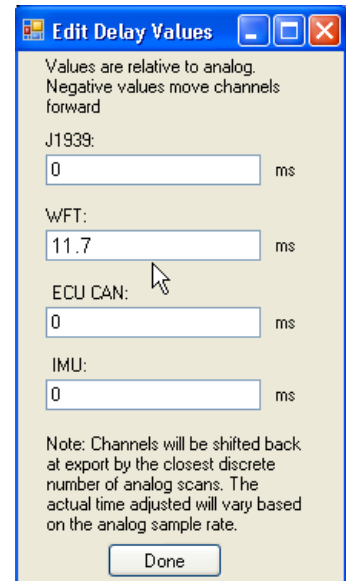 Edit Delay Values
Values are relative to analog.
Negative values move channels
forward
J1939:
0 ms
WFT:
11.7 ms
ECU CAN:
0 ms
IMU:
0 ms
Note: Channels will be shifted back
at export by the closest discrete
number of analog scans. The
actual time adjusted will vary based
on the analog sample rate.
Done